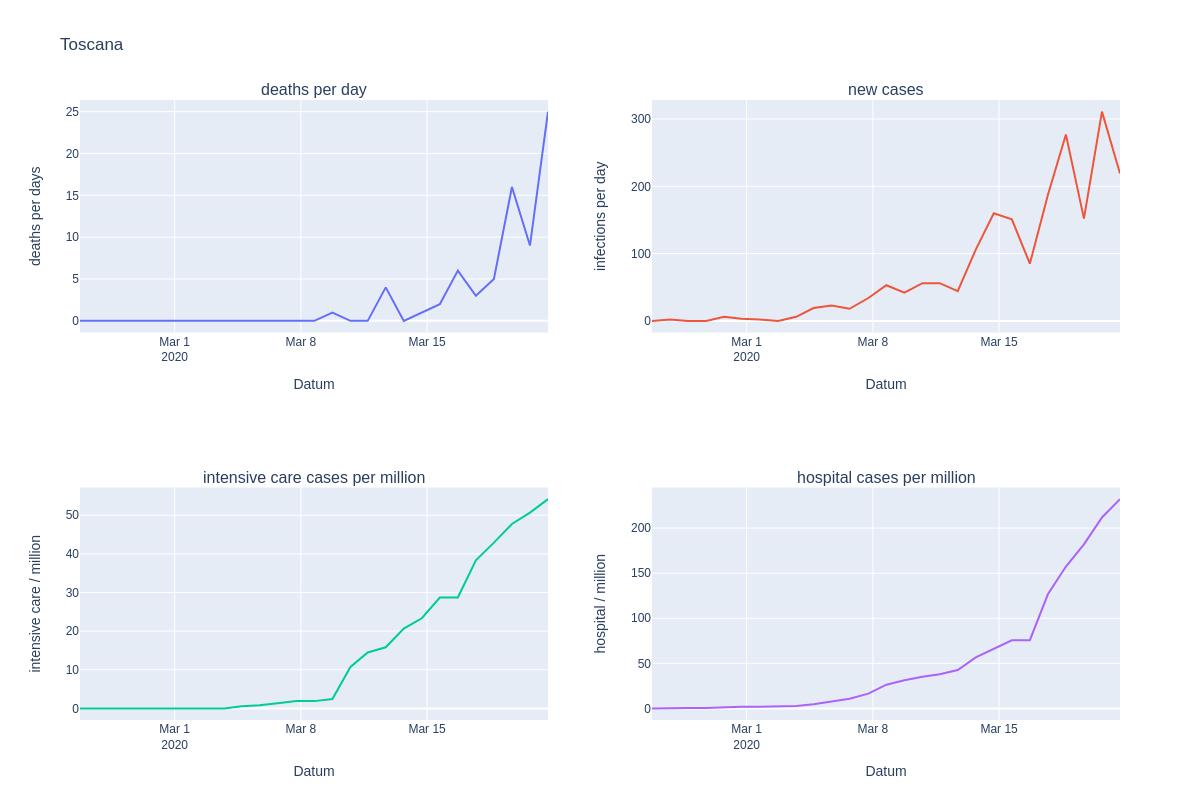 Toscana
deaths per day
deaths per days
25
20
15
10
5
0
Mar 1
2020
Mar 8
Mar 15
Datum
new cases
infections per day
300
200
100
0
Mar 1
2020
Mar 8
Mar 15
Datum
intensive care cases per million
intensive care / million
50
40
30
20
10
0
Mar 1
2020
Mar 8
Mar 15
Datum
hospital cases per million
hospital / million
200
150
100
50
0
Mar 1
2020
Mar 8
Mar 15
Datum